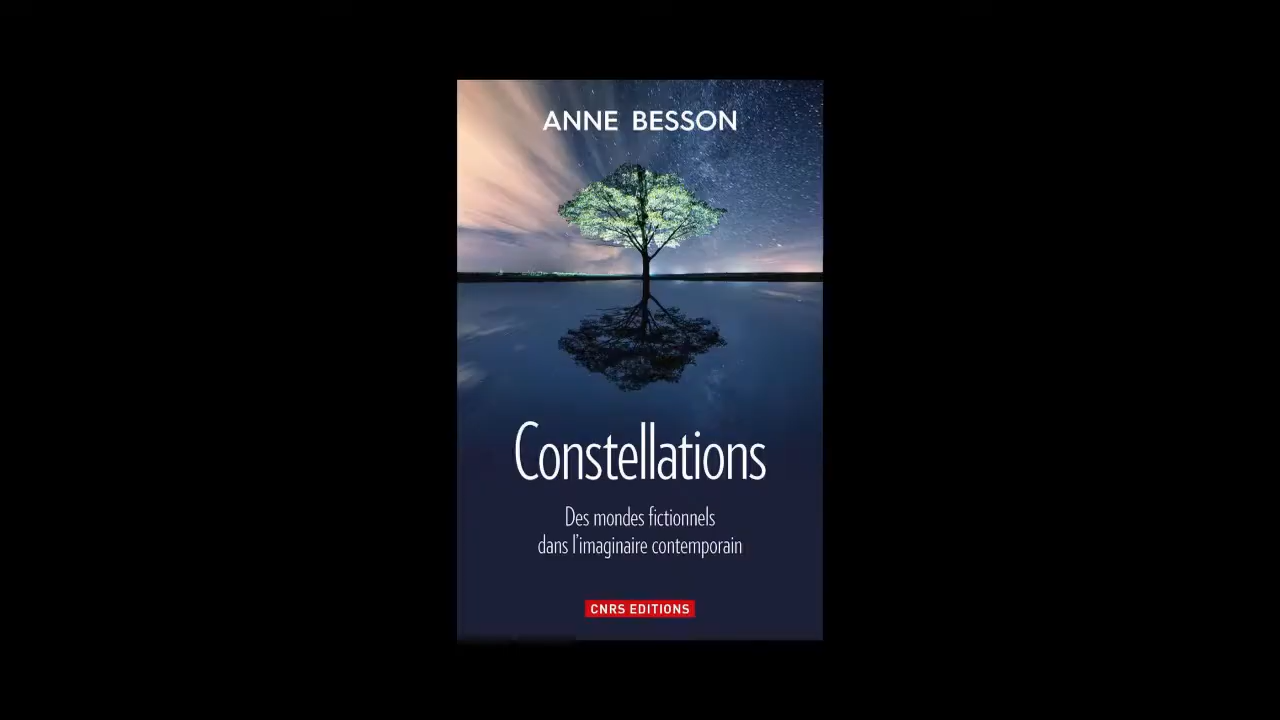 ANNE BESSON
Constellations
Des mondes fictionnels
dans l'imaginaire contemporain
CNRS EDITIONS